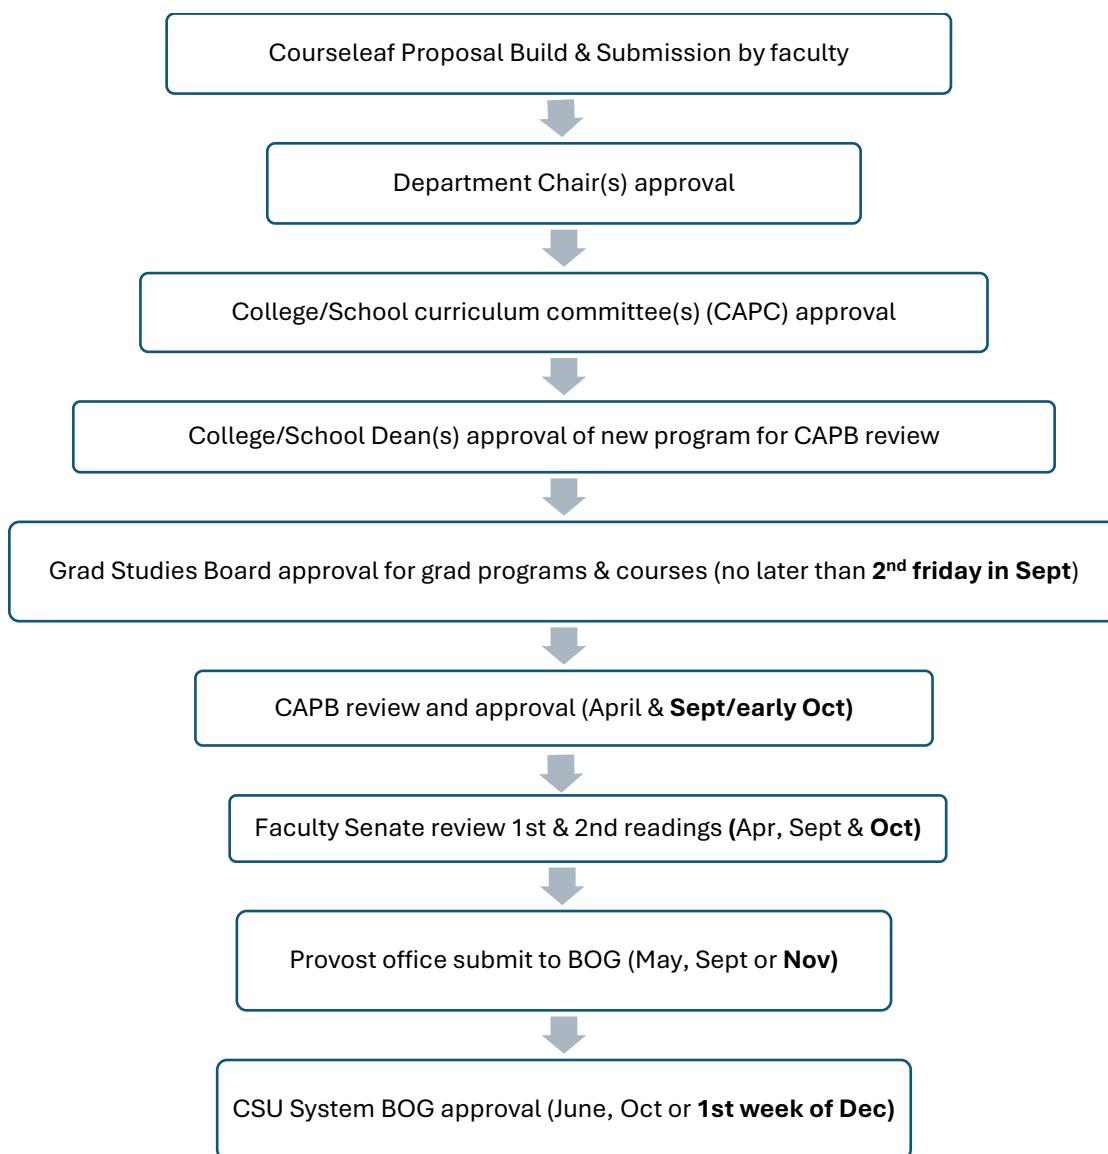 Courseleaf Proposal Build & Submission by faculty
Department Chair(s) approval
College/School curriculum committee(s) (CAPC) approval
College/School Dean(s) approval of new program for CAPB review
Grad Studies Board approval for grad programs & courses (no later than 2nd friday in Sept)
CAPB review and approval (April & Sept/early Oct)
Faculty Senate review 1st & 2nd readings (Apr, Sept & Oct)
Provost office submit to BOG (May, Sept or Nov)
CSU System BOG approval (June, Oct or 1st week of Dec)